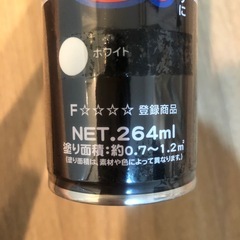 に
ホワイト
F☆☆☆☆ 登録商品
NET.264ml
塗り面積：約0.7〜1.2m²
(塗り面積は、素材や色によって異なります。)